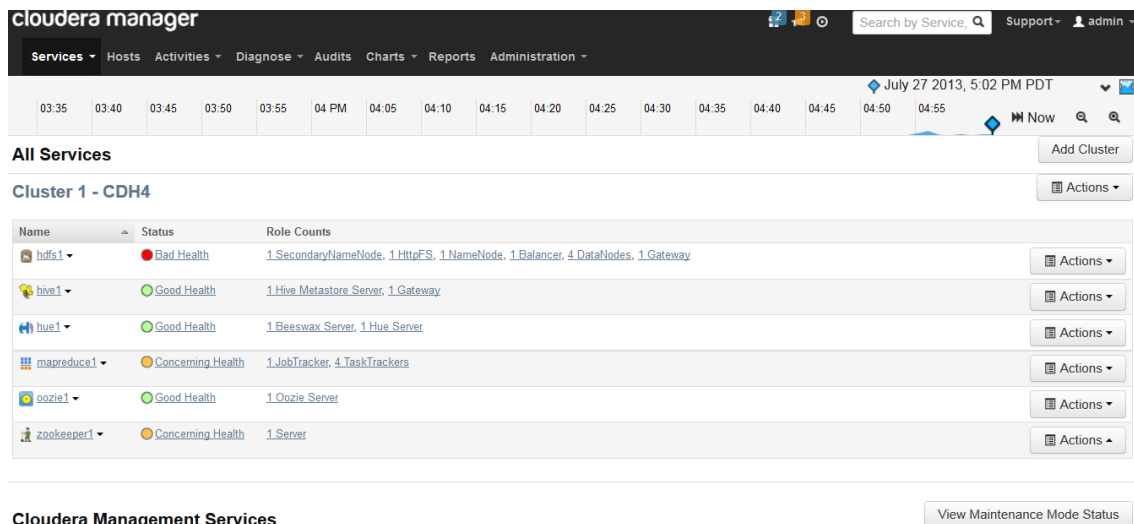 cloudera manager
2 3 Search by Service, Support admin
Services Hosts Activities Diagnose Audits Charts Reports Administration
July 27 2013, 5:02 PM PDT
03:35 03:40 03:45 03:50 03:55 04 PM 04:05 04:10 04:15 04:20 04:25 04:30 04:35 04:40 04:45 04:50 04:55 Now
All Services Add Cluster
Cluster 1 - CDH4 Actions
Name Status Role Counts
hdfs1 Bad Health 1 SecondaryNameNode, 1 HttpFS, 1 NameNode, 1 Balancer, 4 DataNodes, 1 Gateway Actions
hive1 Good Health 1 Hive Metastore Server, 1 Gateway Actions
hue1 Good Health 1 Beeswax Server, 1 Hue Server Actions
mapreduce1 Concerning Health 1 JobTracker, 4 TaskTrackers Actions
oozie1 Good Health 1 Oozie Server Actions
zookeeper1 Concerning Health 1 Server Actions
Cloudera Management Services View Maintenance Mode Status